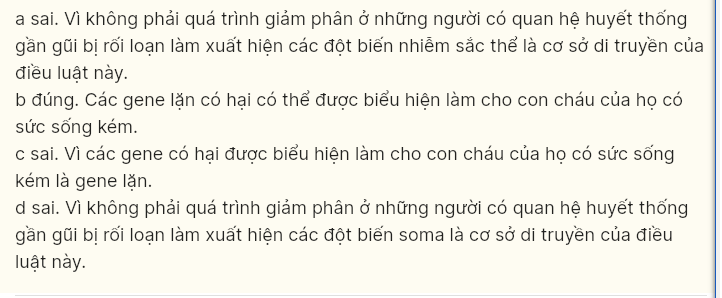 a sai. Vì không phải quá trình giảm phân ở những người có quan hệ huyết thống
gần gũi bị rối loạn làm xuất hiện các đột biến nhiễm sắc thể là cơ sở di truyền của
điều luật này.
b đúng. Các gene lặn có hại có thể được biểu hiện làm cho con cháu của họ có
sức sống kém.
c sai. Vì các gene có hại được biểu hiện làm cho con cháu của họ có sức sống
kém là gene lặn.
d sai. Vì không phải quá trình giảm phân ở những người có quan hệ huyết thống
gần gũi bị rối loạn làm xuất hiện các đột biến soma là cơ sở di truyền của điều
luật này.